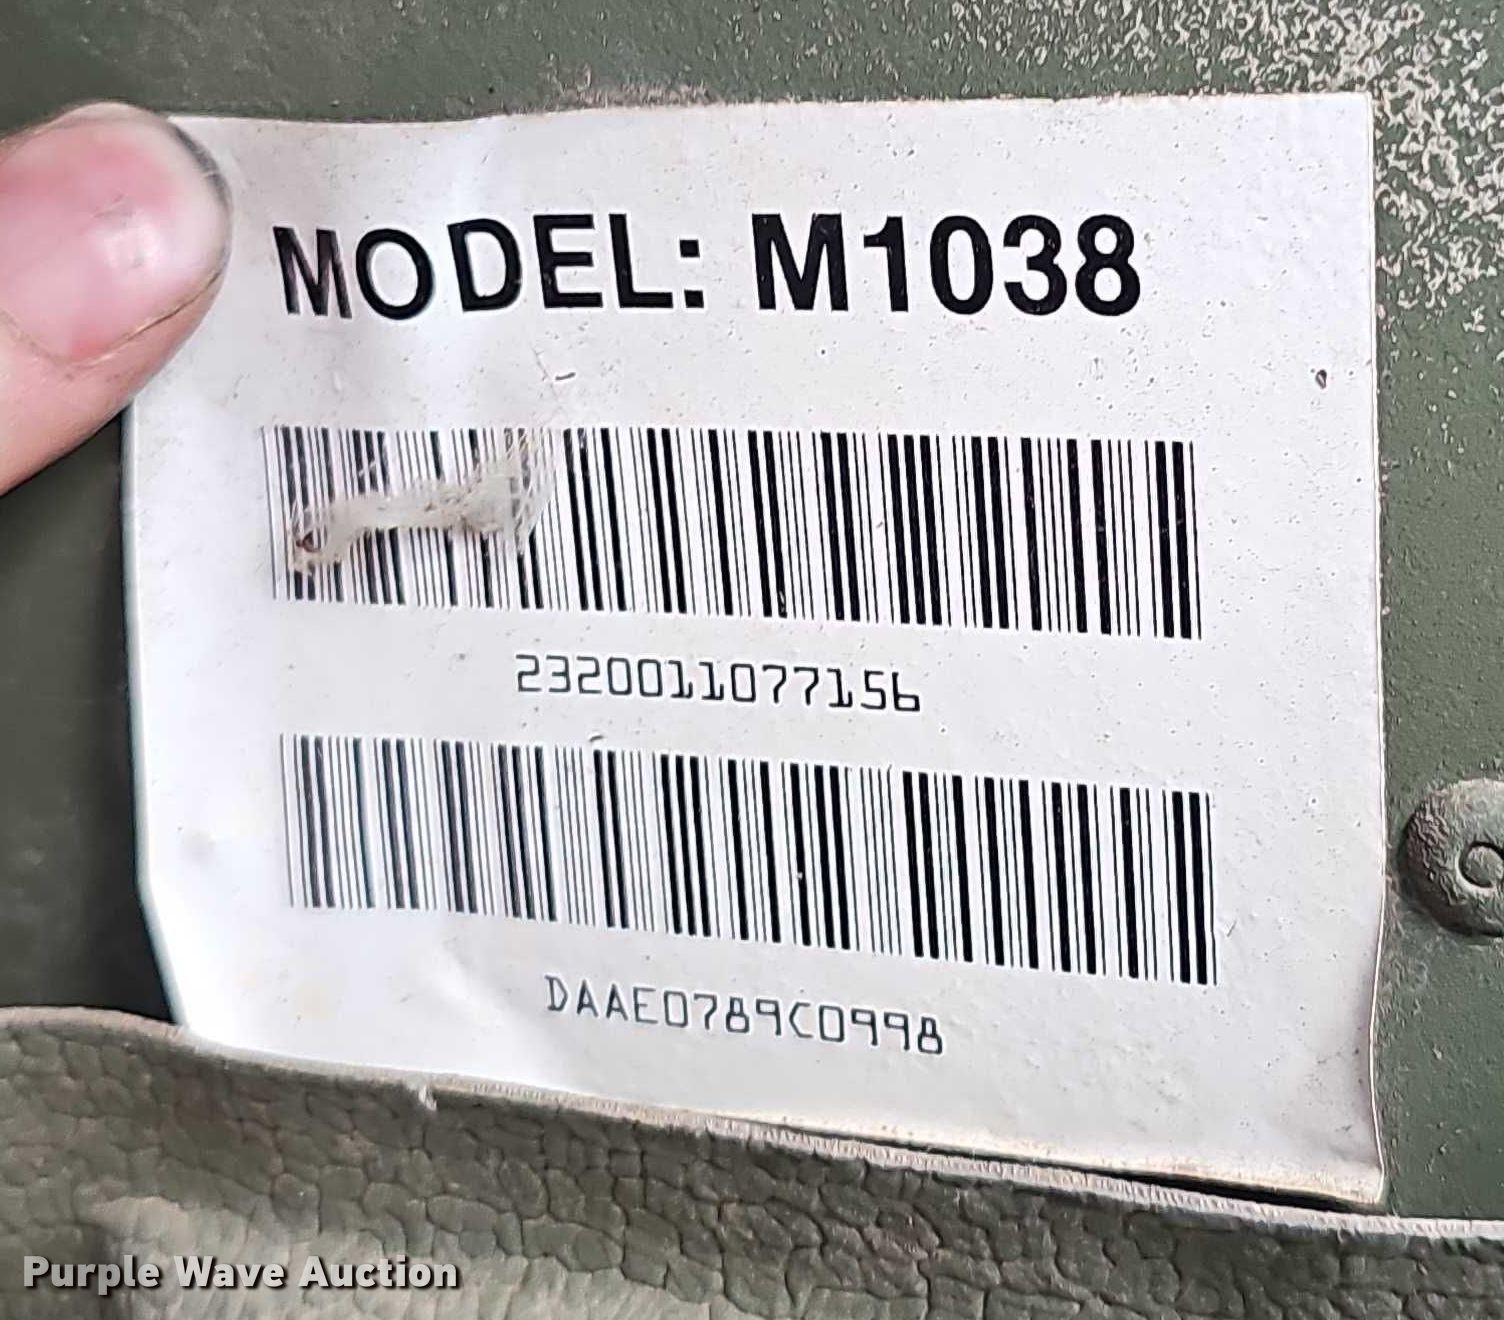 MODEL: M1038
2320011077156
DAAE0789C0998
Purple Wave Auction